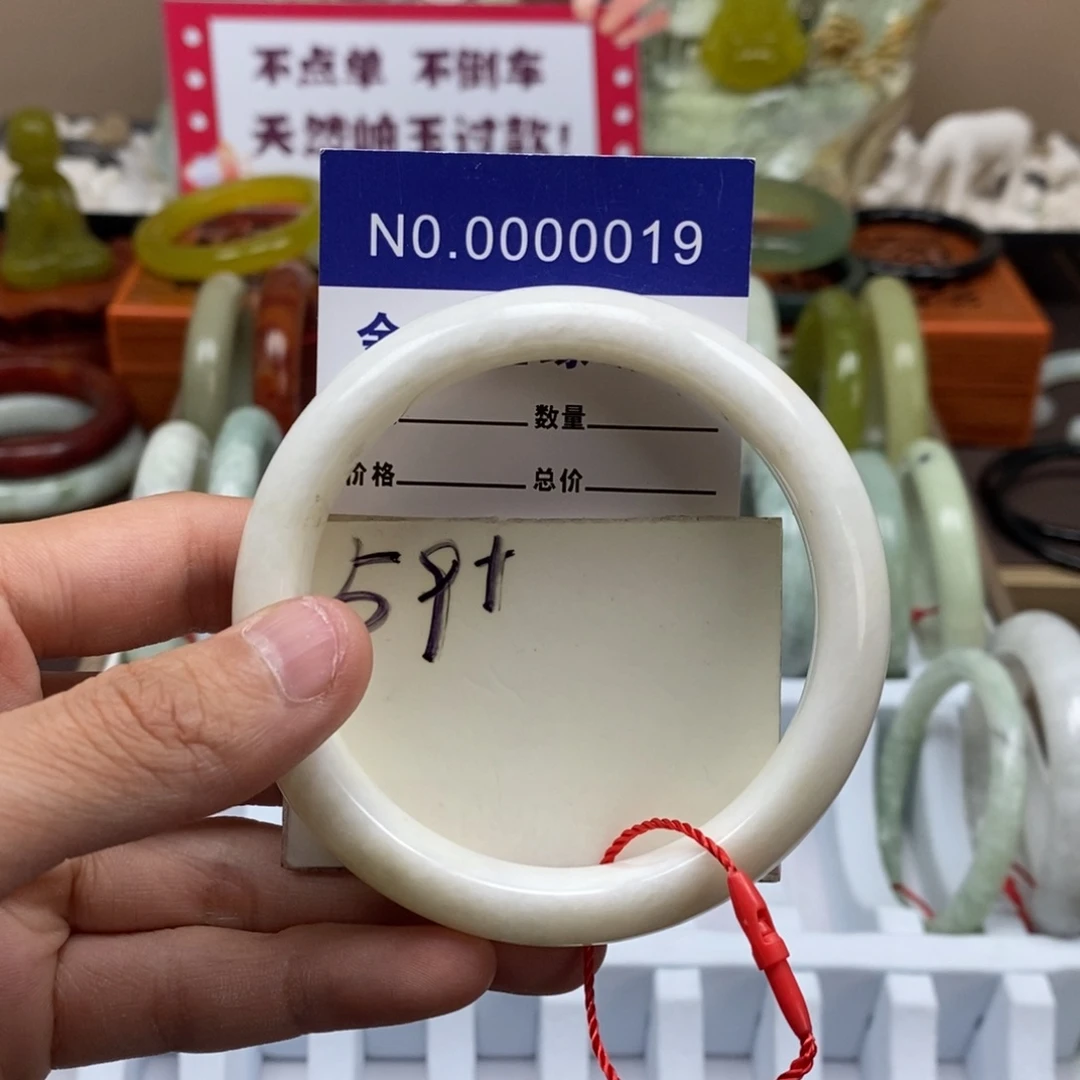 不点单 不倒车
天然岫玉过款！
NO.0000019
数量
价格 总价
59+